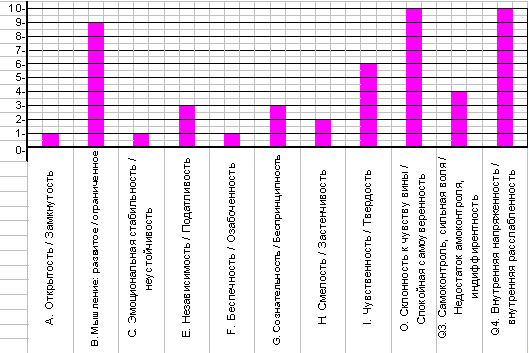 10
9
8
7
6
5
4
3
2
1
0
A. Открытость / Замкнутость
B. Мышление: развитое / ограниченное
C. Эмоциональная стабильность /
неустойчивость
E. Независимость / Податливость
F. Беспечность / Озабоченность
G. Сознательность / Беспринципность
H. Смелость / Застенчивость
I. Чувственность / Твердость
O. Склонность к чувству вины /
Спокойная самоуверенность
Q3. Самоконтроль, сильная воля /
Недостаток амоконтроля,
индифирентность
Q4. Внутренняя напряженность /
внутренняя расслабленность